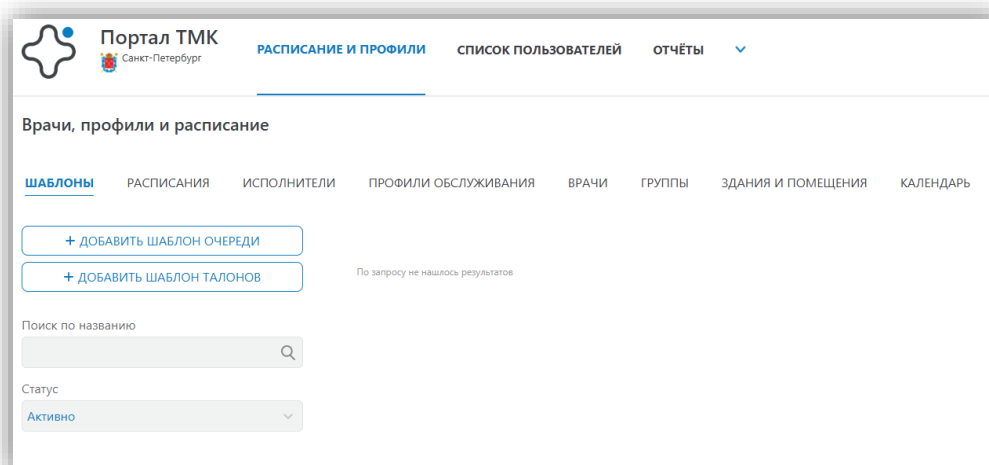 Портал ТМК
Санкт-Петербург
РАСПИСАНИЕ И ПРОФИЛИ СПИСОК ПОЛЬЗОВАТЕЛЕЙ ОТЧЁТЫ
Врачи, профили и расписание
ШАБЛОНЫ РАСПИСАНИЯ ИСПОЛНИТЕЛИ ПРОФИЛИ ОБСЛУЖИВАНИЯ ВРАЧИ ГРУППЫ ЗДАНИЯ И ПОМЕЩЕНИЯ КАЛЕНДАРЬ
+ ДОБАВИТЬ ШАБЛОН ОЧЕРЕДИ
+ ДОБАВИТЬ ШАБЛОН ТАЛОНОВ
По запросу не нашлось результатов
Поиск по названию
Статус
Активно